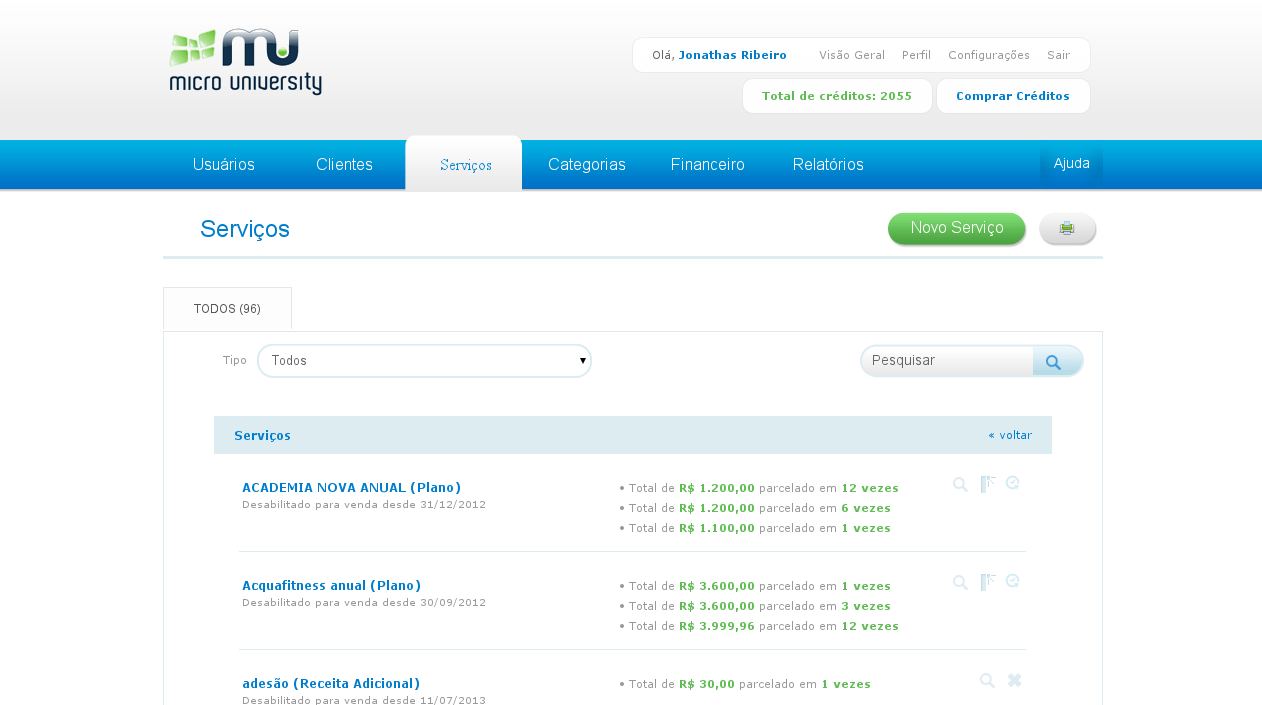 mu
micro university
Olá, Jonathas Ribeiro Visão Geral Perfil Configurações Sair
Total de créditos: 2055 Comprar Créditos
Usuários Clientes Serviços Categorias Financeiro Relatórios Ajuda
Serviços Novo Serviço
TODOS (96)
Tipo Todos Pesquisar
Serviços « voltar
ACADEMIA NOVA ANUAL (Plano)
Desabilitado para venda desde 31/12/2012
• Total de R$ 1.200,00 parcelado em 12 vezes
• Total de R$ 1.200,00 parcelado em 6 vezes
• Total de R$ 1.100,00 parcelado em 1 vezes
Acquafitness anual (Plano)
Desabilitado para venda desde 30/09/2012
• Total de R$ 3.600,00 parcelado em 1 vezes
• Total de R$ 3.600,00 parcelado em 3 vezes
• Total de R$ 3.999,96 parcelado em 12 vezes
adesão (Receita Adicional)
Desabilitado para venda desde 11/07/2013
• Total de R$ 30,00 parcelado em 1 vezes